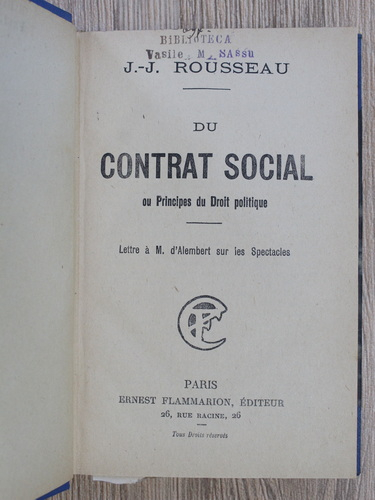 BIBLIOTECA
Vasile M. SASSU
J.-J. ROUSSEAU
DU
CONTRAT SOCIAL
ou Principes du Droit politique
Lettre à M. d'Alembert sur les Spectacles
PARIS
ERNEST FLAMMARION, ÉDITEUR
26, RUE RACINE, 26
Tous Droits réservés